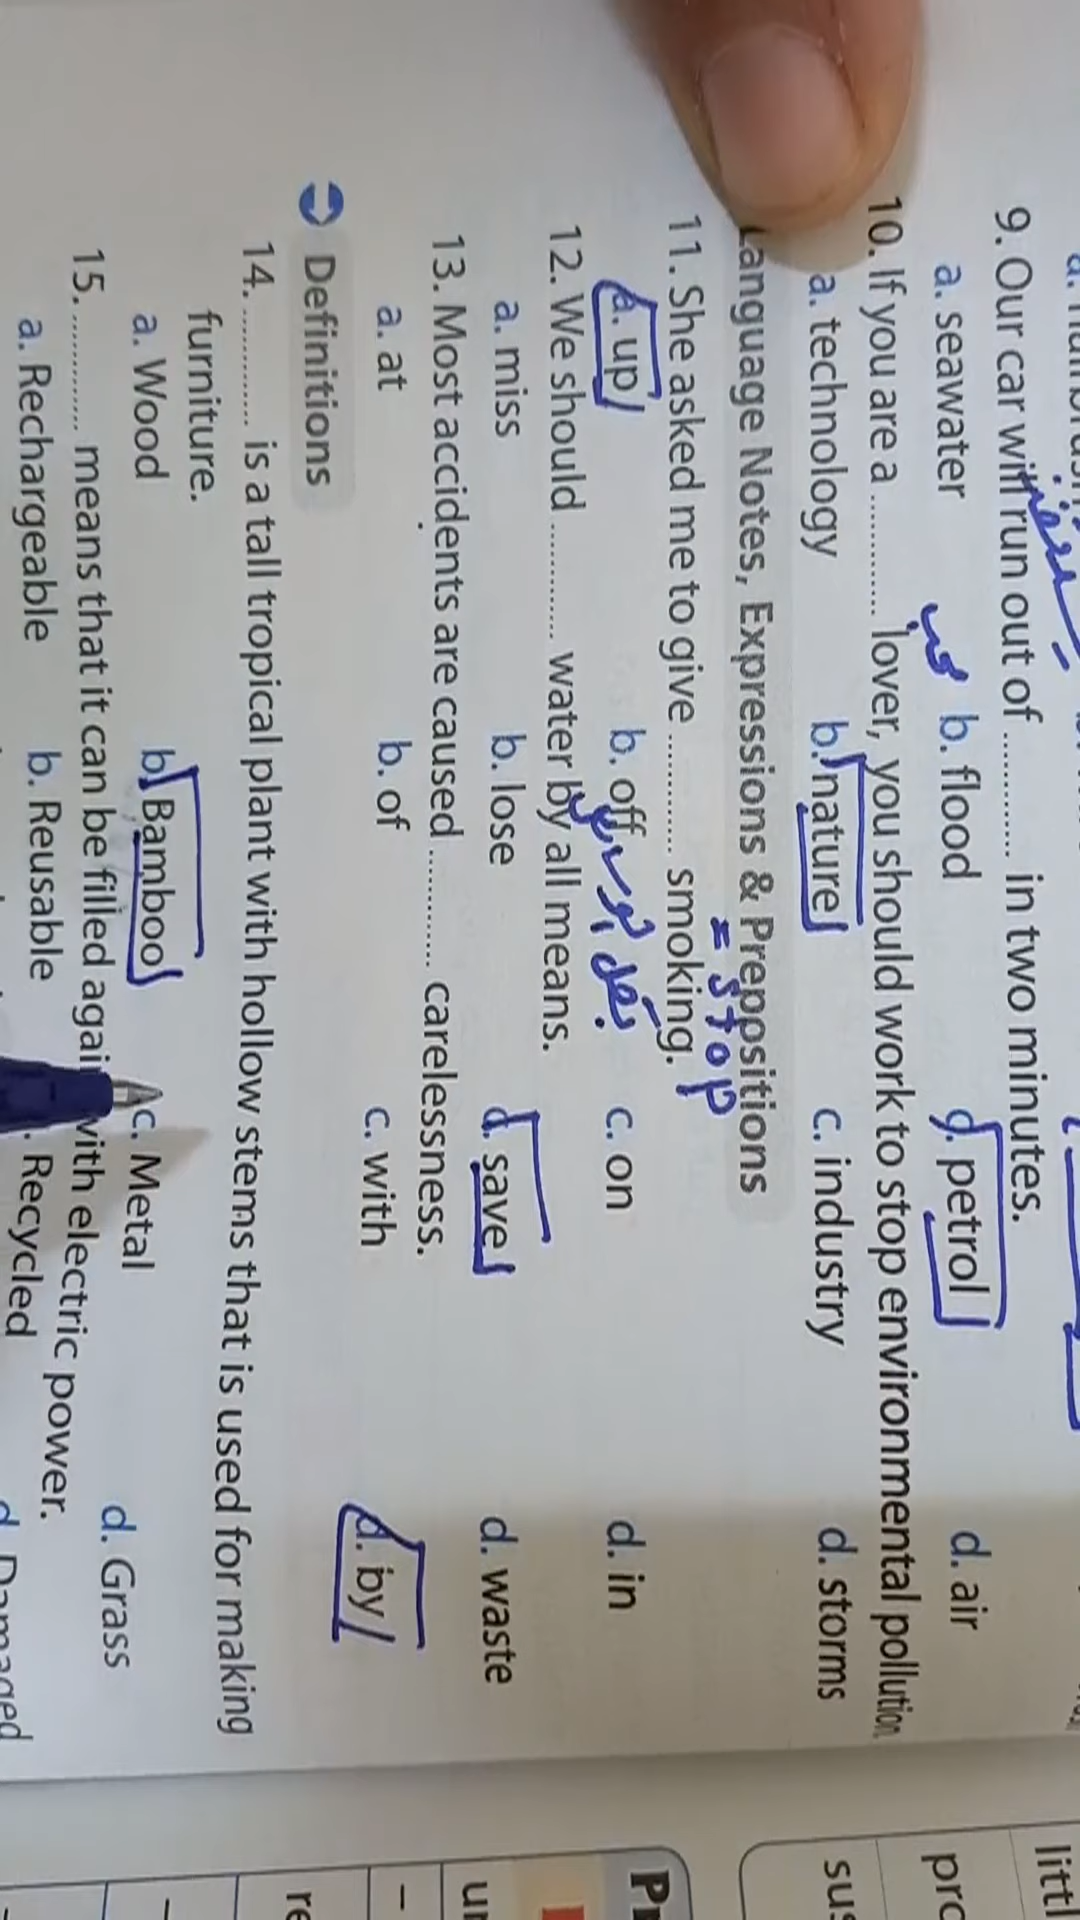 9. Our car will run out of ............ in two minutes.
a. seawater b. flood c. petrol d. air
10. If you are a ............ lover, you should work to stop environmental pollution.
a. technology b. nature c. industry d. storms
Language Notes, Expressions & Prepositions
= stop
11. She asked me to give ............ smoking.
a. up b. off c. on d. in
12. We should ............ water by all means.
a. miss b. lose c. save d. waste
13. Most accidents are caused ............ carelessness.
a. at b. of c. with d. by
Definitions
14. ............ is a tall tropical plant with hollow stems that is used for making
furniture.
a. Wood b. Bamboo c. Metal d. Grass
15. ............ means that it can be filled again with electric power.
a. Rechargeable b. Reusable c. Recycled d. Damaged